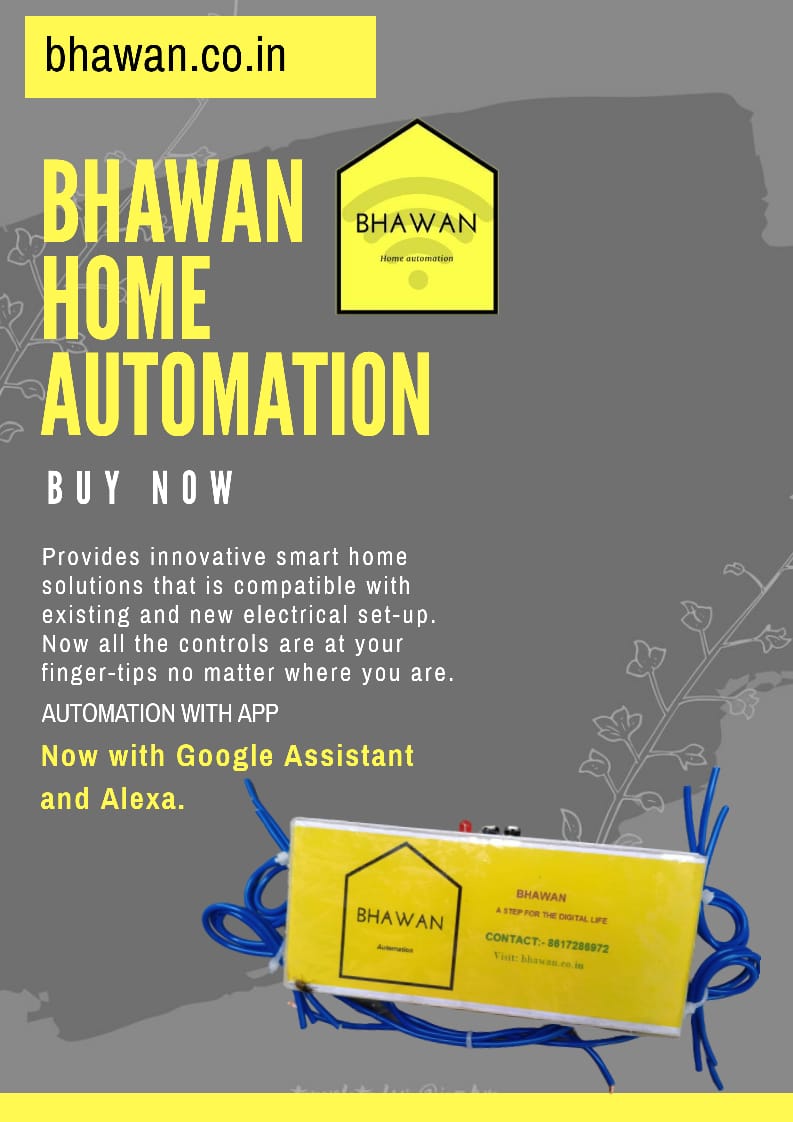 bhawan.co.in
BHAWAN
HOME
AUTOMATION
BHAWAN
Home automation
BUY NOW
Provides innovative smart home
solutions that is compatible with
existing and new electrical set-up.
Now all the controls are at your
finger-tips no matter where you are.
AUTOMATION WITH APP
Now with Google Assistant
and Alexa.
BHAWAN
Automation
BHAWAN
A STEP FOR THE DIGITAL LIFE
CONTACT:- 8617286972
Visit: bhawan.co.in